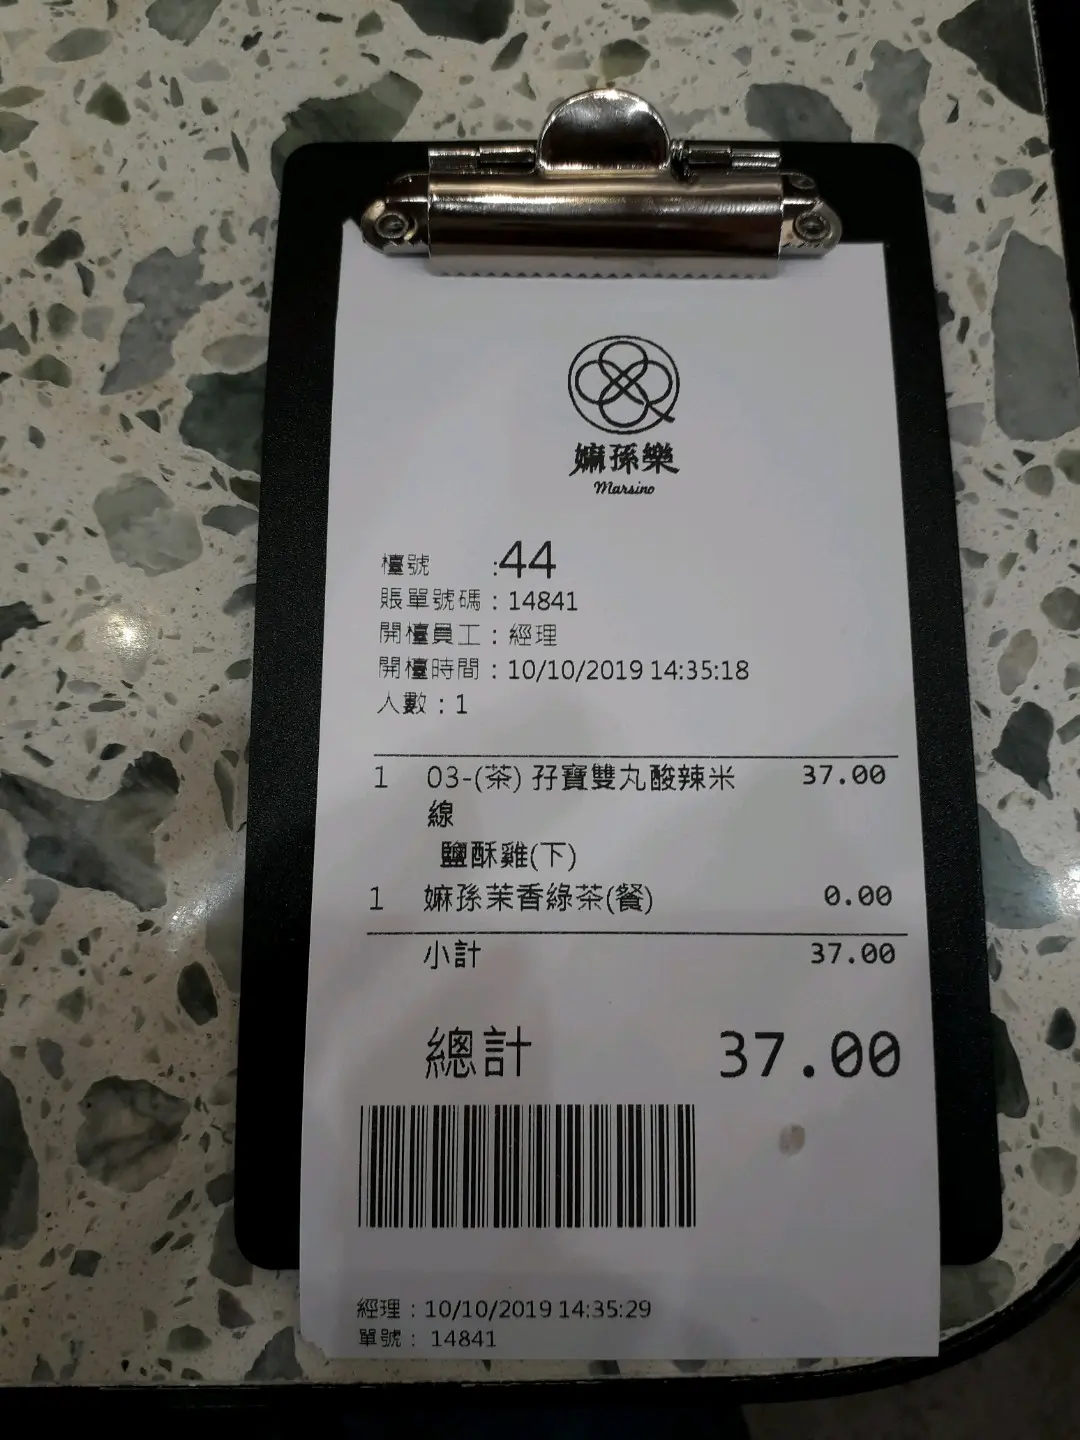 嫲孫樂
Marsino
檯號 :44
賬單號碼 : 14841
開檯員工 : 經理
開檯時間 : 10/10/2019 14:35:18
人數 : 1
1 03-(茶) 孖寶雙丸酸辣米 37.00
線
鹽酥雞(下)
1 嫲孫茉香綠茶(餐) 0.00
小計 37.00
總計 37.00
經理 : 10/10/2019 14:35:29
單號 : 14841